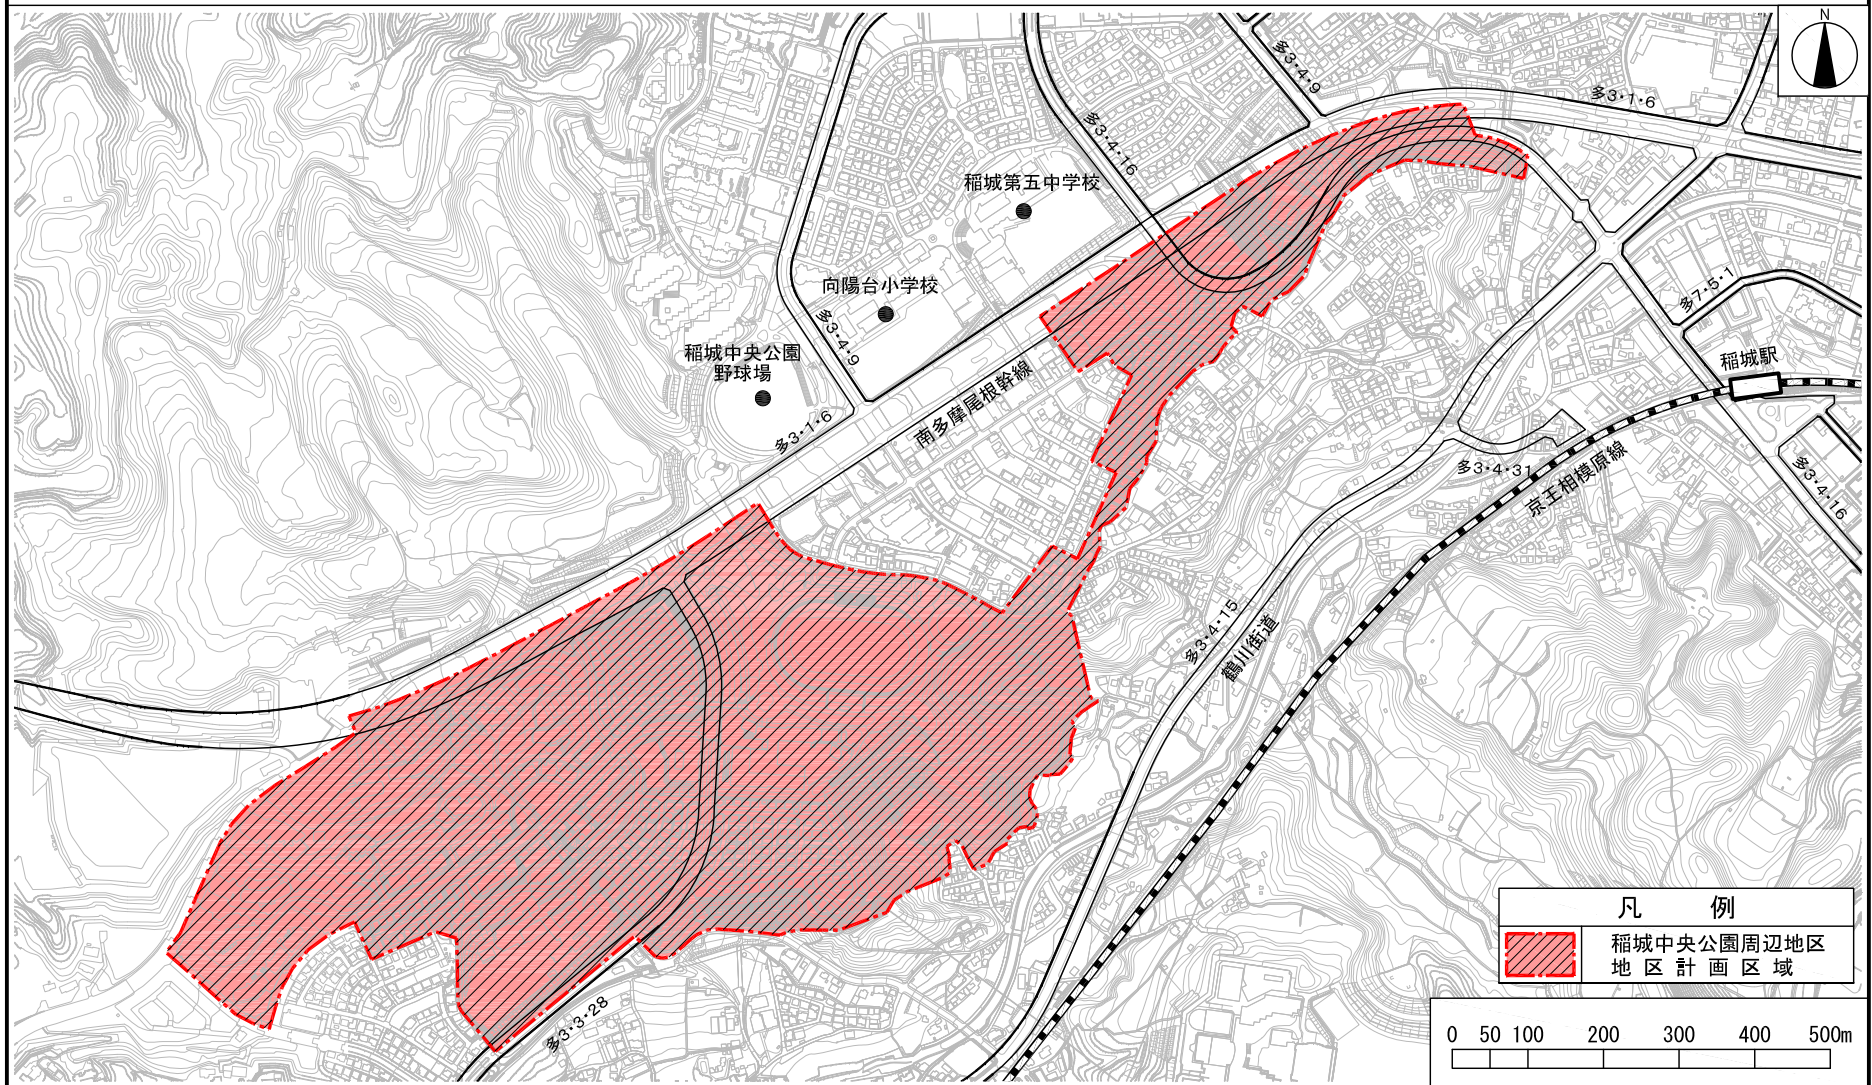 N
多3・4・9
多3・1・6
多3・4・16
稲城第五中学校
向陽台小学校
多3・4・9
多7・5・1
稲城中央公園
野球場
稲城駅
南多摩尾根幹線
多3・1・6
多3・4・31
京王相模原線
多3・4・16
多3・4・15
鶴川街道
多3・3・28
凡 例
稲城中央公園周辺地区
地区計画区域
0 50 100 200 300 400 500m